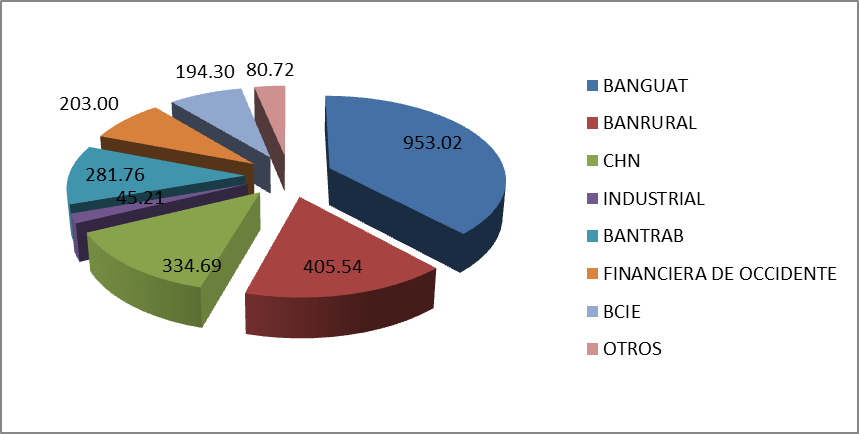 80.72
194.30
203.00
953.02
281.76
45.21
334.69
405.54
BANGUAT
BANRURAL
CHN
INDUSTRIAL
BANTRAB
FINANCIERA DE OCCIDENTE
BCIE
OTROS